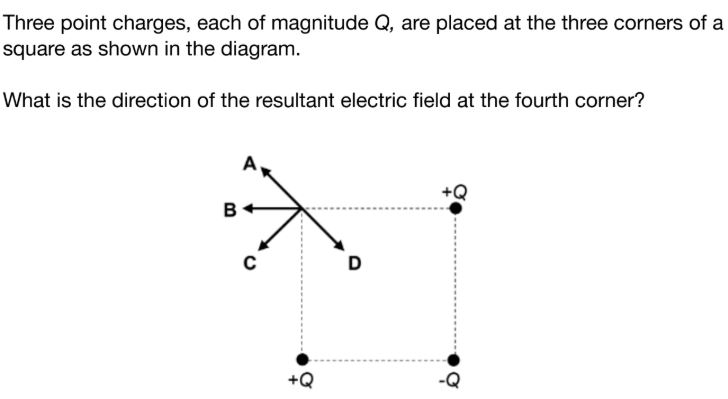 Three point charges, each of magnitude Q, are placed at the three corners of a
square as shown in the diagram.
What is the direction of the resultant electric field at the fourth corner?
A
+Q
B
C
D
+Q
-Q